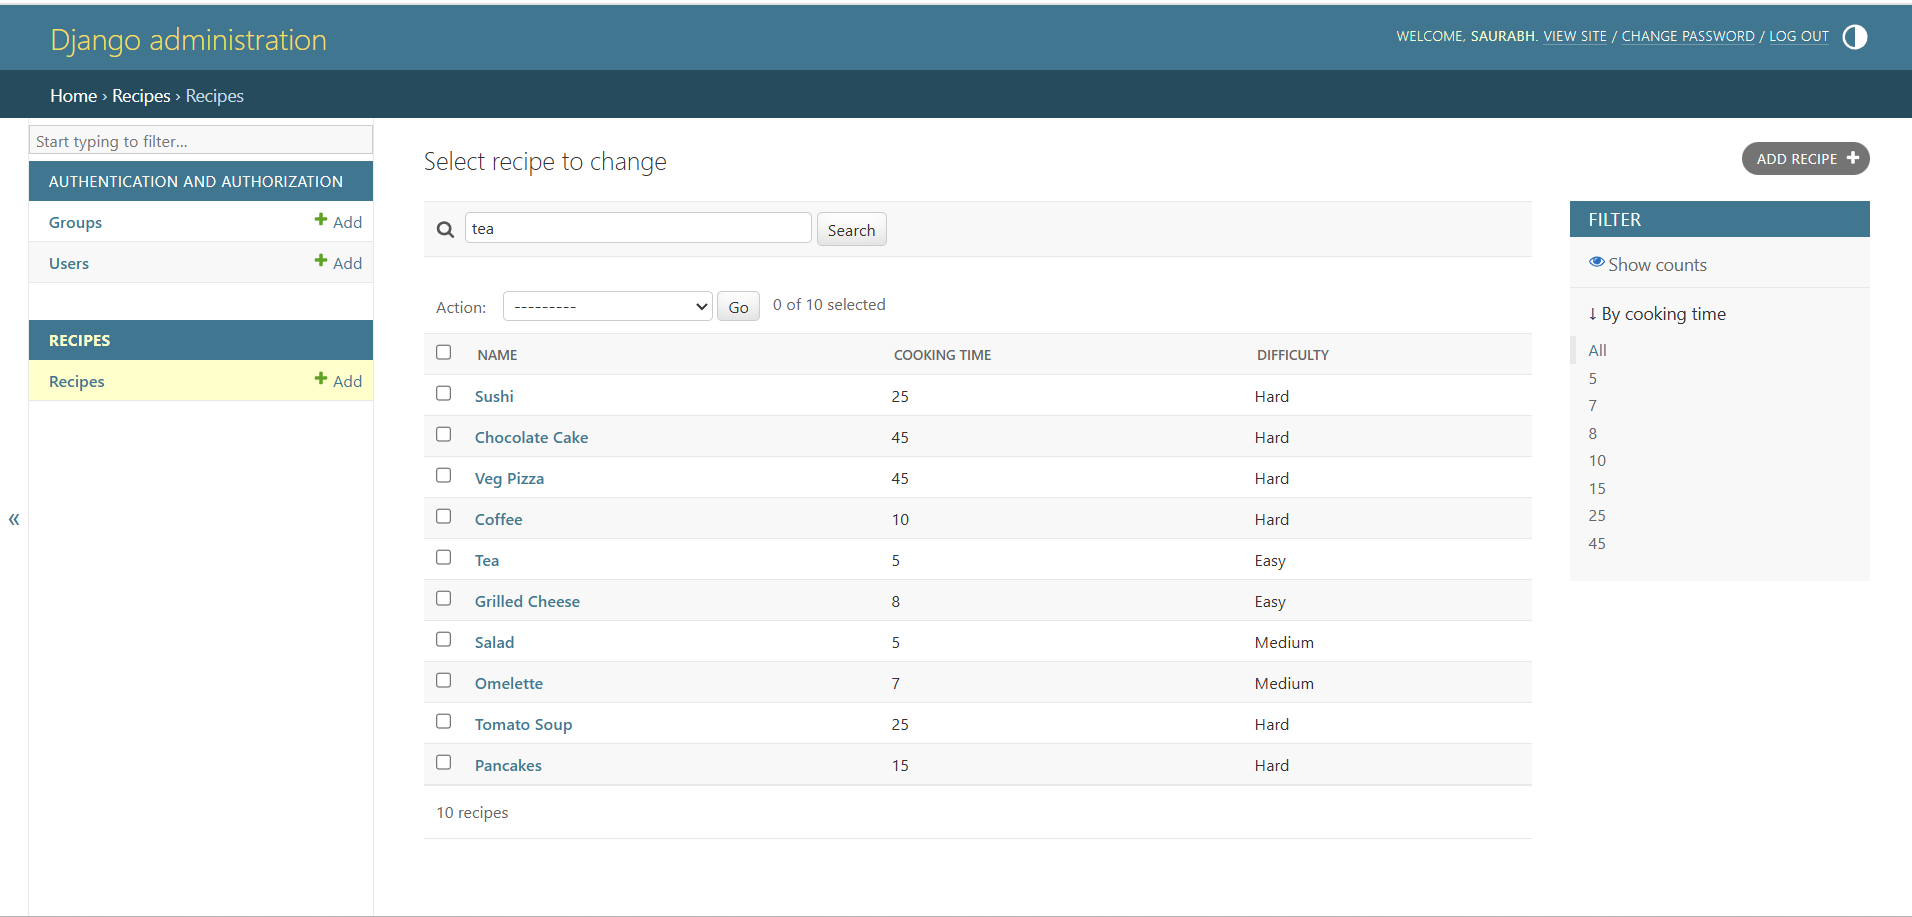 Django administration
WELCOME, SAURABH. VIEW SITE / CHANGE PASSWORD / LOG OUT
Home › Recipes › Recipes
Start typing to filter...
AUTHENTICATION AND AUTHORIZATION
Groups + Add
Users + Add
RECIPES
Recipes + Add
«
Select recipe to change
ADD RECIPE +
tea Search
Action: --------- Go 0 of 10 selected
NAME COOKING TIME DIFFICULTY
Sushi 25 Hard
Chocolate Cake 45 Hard
Veg Pizza 45 Hard
Coffee 10 Hard
Tea 5 Easy
Grilled Cheese 8 Easy
Salad 5 Medium
Omelette 7 Medium
Tomato Soup 25 Hard
Pancakes 15 Hard
10 recipes
FILTER
Show counts
↓ By cooking time
All
5
7
8
10
15
25
45